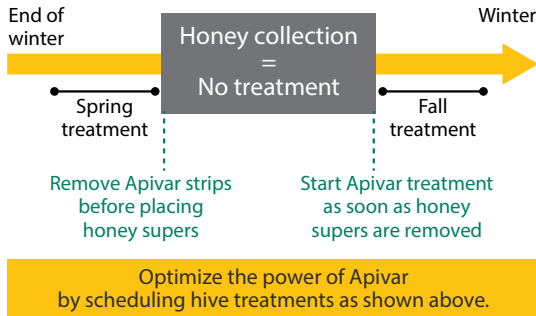 End of
winter
Winter
Honey collection
=
No treatment
Spring
treatment
Fall
treatment
Remove Apivar strips
before placing
honey supers
Start Apivar treatment
as soon as honey
supers are removed
Optimize the power of Apivar
by scheduling hive treatments as shown above.